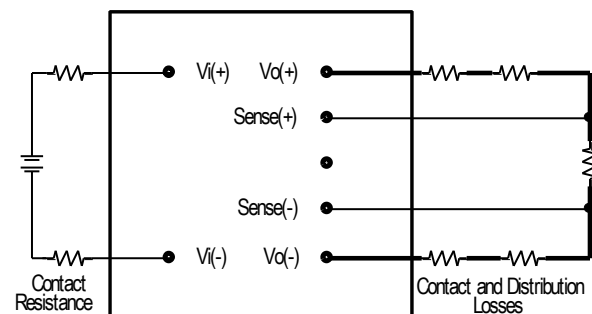 Vi(+) Vo(+)
Sense(+)
Sense(-)
Vi(-) Vo(-)
Contact
Resistance
Contact and Distribution
Losses